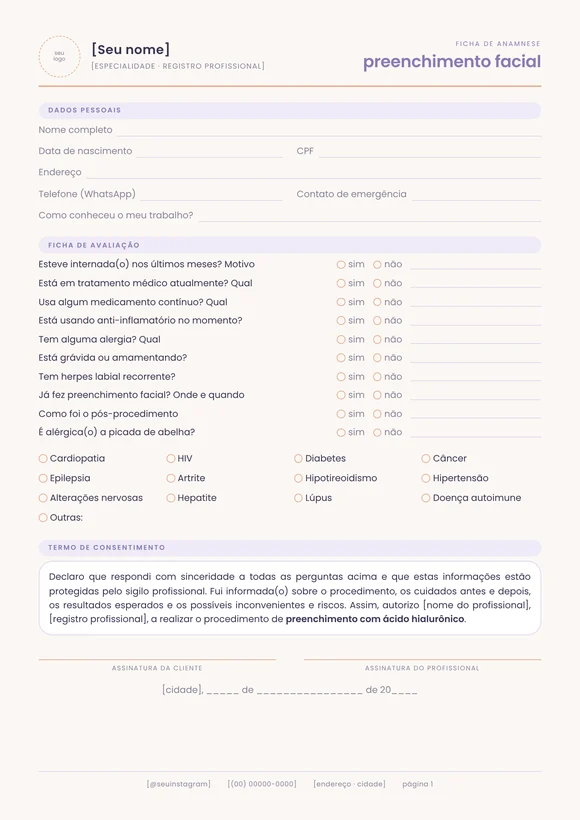 seu
logo
[Seu nome]
[ESPECIALIDADE · REGISTRO PROFISSIONAL]
FICHA DE ANAMNESE
preenchimento facial
DADOS PESSOAIS
Nome completo
Data de nascimento CPF
Endereço
Telefone (WhatsApp) Contato de emergência
Como conheceu o meu trabalho?
FICHA DE AVALIAÇÃO
Esteve internada(o) nos últimos meses? Motivo sim não
Está em tratamento médico atualmente? Qual sim não
Usa algum medicamento contínuo? Qual sim não
Está usando anti-inflamatório no momento? sim não
Tem alguma alergia? Qual sim não
Está grávida ou amamentando? sim não
Tem herpes labial recorrente? sim não
Já fez preenchimento facial? Onde e quando sim não
Como foi o pós-procedimento sim não
É alérgica(o) a picada de abelha? sim não
Cardiopatia HIV Diabetes Câncer
Epilepsia Artrite Hipotireoidismo Hipertensão
Alterações nervosas Hepatite Lúpus Doença autoimune
Outras:
TERMO DE CONSENTIMENTO
Declaro que respondi com sinceridade a todas as perguntas acima e que estas informações estão
protegidas pelo sigilo profissional. Fui informada(o) sobre o procedimento, os cuidados antes e depois,
os resultados esperados e os possíveis inconvenientes e riscos. Assim, autorizo [nome do profissional],
[registro profissional], a realizar o procedimento de preenchimento com ácido hialurônico.
ASSINATURA DA CLIENTE ASSINATURA DO PROFISSIONAL
[cidade], _____ de ________________ de 20____
[@seuinstagram] [(00) 00000-0000] [endereço · cidade] página 1